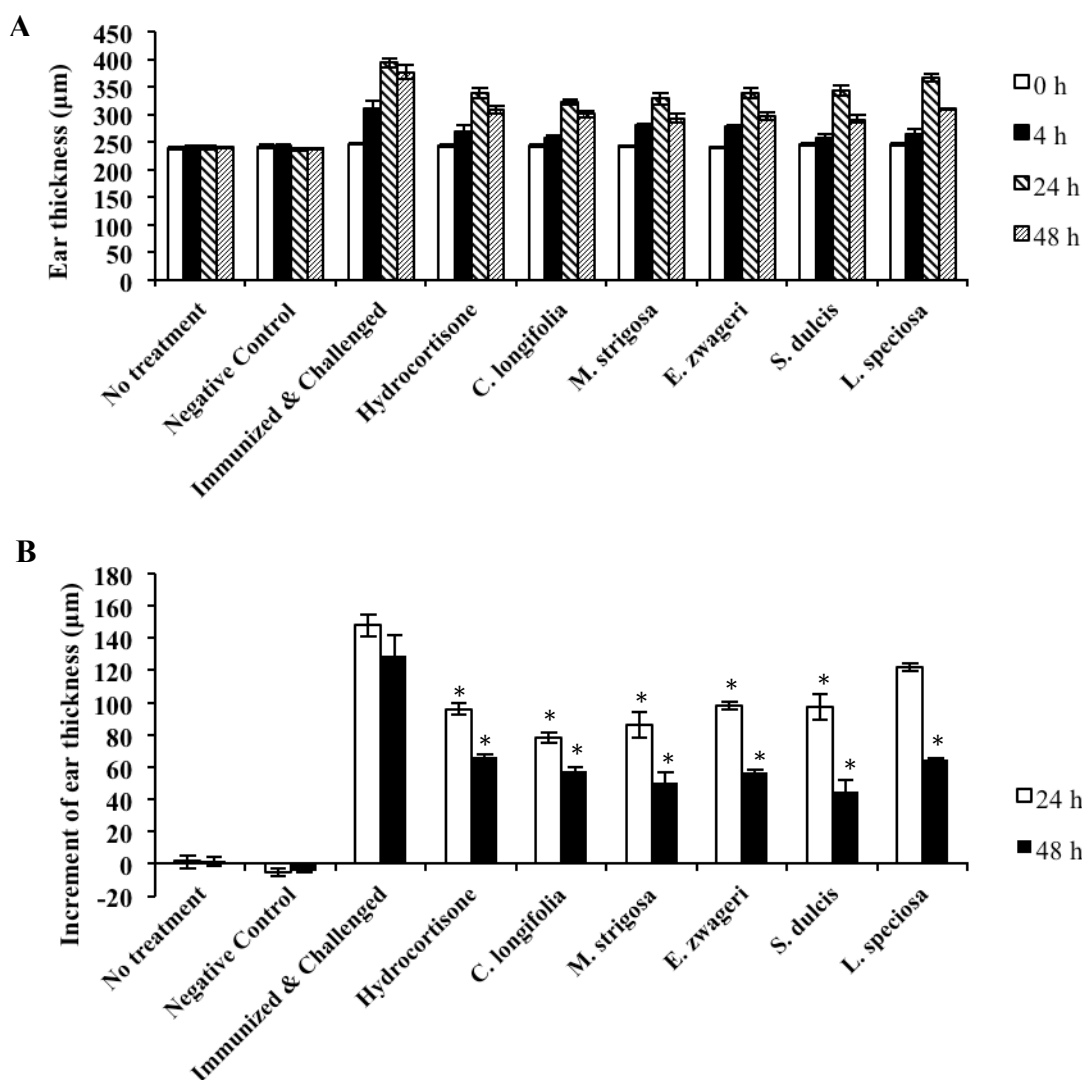 A
Ear thickness (μm)
450
400
350
300
250
200
150
100
50
0
0 h
4 h
24 h
48 h
No treatment
Negative Control
Immunized & Challenged
Hydrocortisone
C. longifolia
M. strigosa
E. zwageri
S. dulcis
L. speciosa
B
Increment of ear thickness (μm)
180
160
140
120
100
80
60
40
20
0
-20
* * * * * * * * * * *
24 h
48 h
No treatment
Negative Control
Immunized & Challenged
Hydrocortisone
C. longifolia
M. strigosa
E. zwageri
S. dulcis
L. speciosa